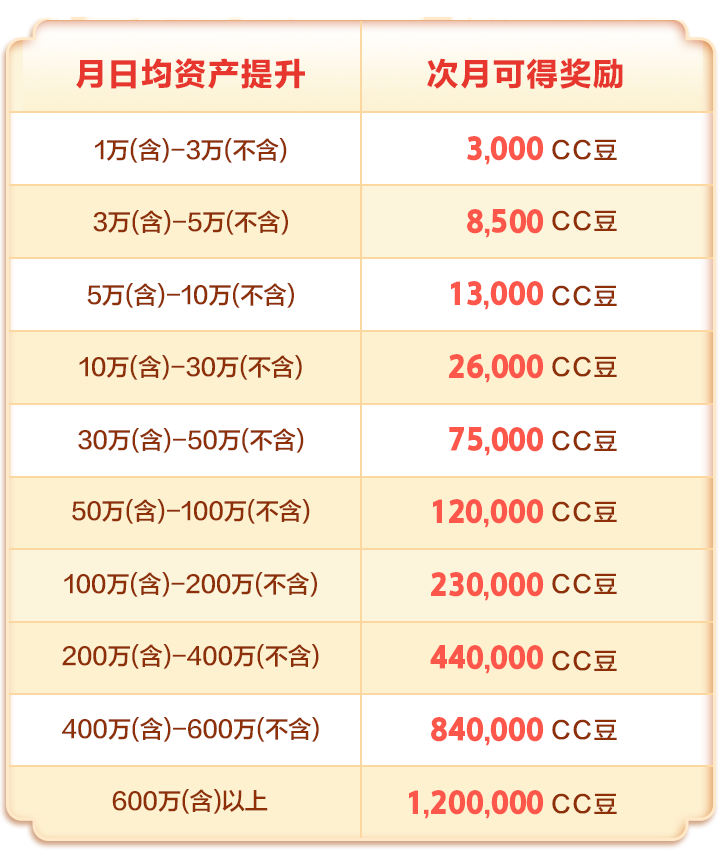 月日均资产提升 次月可得奖励
1万(含)-3万(不含) 3,000 CC豆
3万(含)-5万(不含) 8,500 CC豆
5万(含)-10万(不含) 13,000 CC豆
10万(含)-30万(不含) 26,000 CC豆
30万(含)-50万(不含) 75,000 CC豆
50万(含)-100万(不含) 120,000 CC豆
100万(含)-200万(不含) 230,000 CC豆
200万(含)-400万(不含) 440,000 CC豆
400万(含)-600万(不含) 840,000 CC豆
600万(含)以上 1,200,000 CC豆